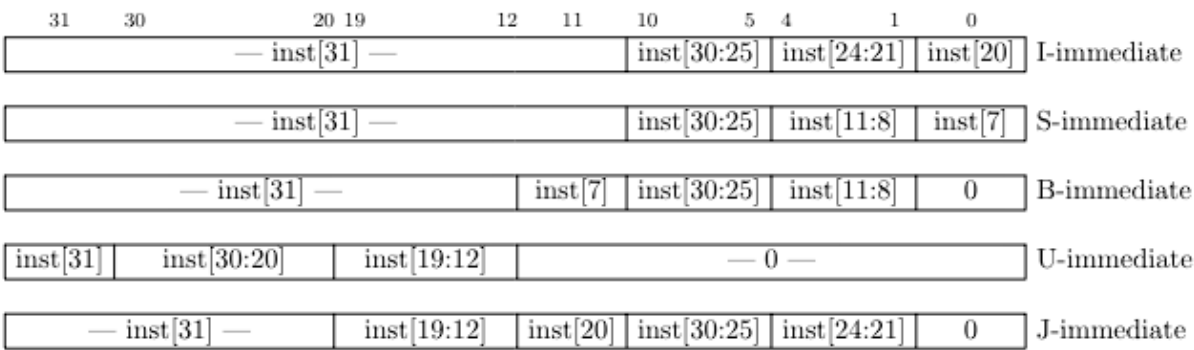 31 30 20 19 12 11 10 5 4 1 0
— inst[31] — inst[30:25] inst[24:21] inst[20] I-immediate
— inst[31] — inst[30:25] inst[11:8] inst[7] S-immediate
— inst[31] — inst[7] inst[30:25] inst[11:8] 0 B-immediate
inst[31] inst[30:20] inst[19:12] — 0 — U-immediate
— inst[31] — inst[19:12] inst[20] inst[30:25] inst[24:21] 0 J-immediate